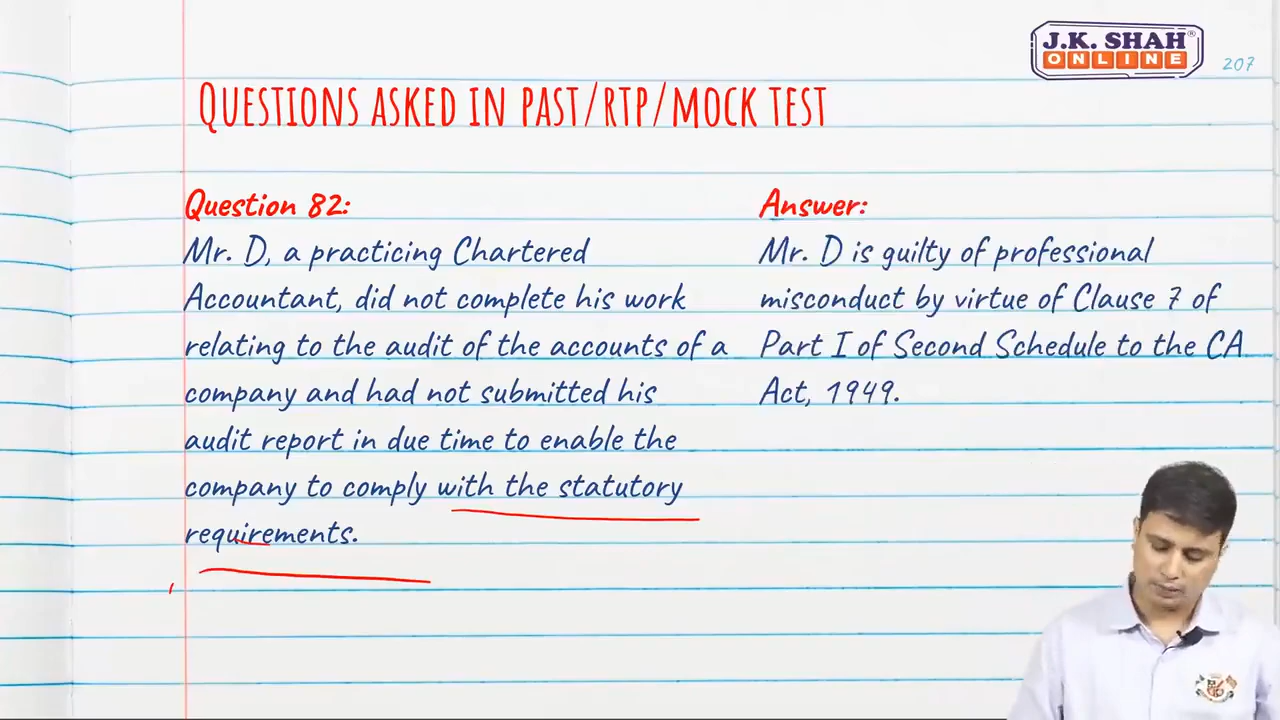 J.K. SHAH®
ONLINE
207
QUESTIONS ASKED IN PAST/RTP/MOCK TEST
Question 82:
Mr. D, a practicing Chartered
Accountant, did not complete his work
relating to the audit of the accounts of a
company and had not submitted his
audit report in due time to enable the
company to comply with the statutory
requirements.
Answer:
Mr. D is guilty of professional
misconduct by virtue of Clause 7 of
Part I of Second Schedule to the CA
Act, 1949.